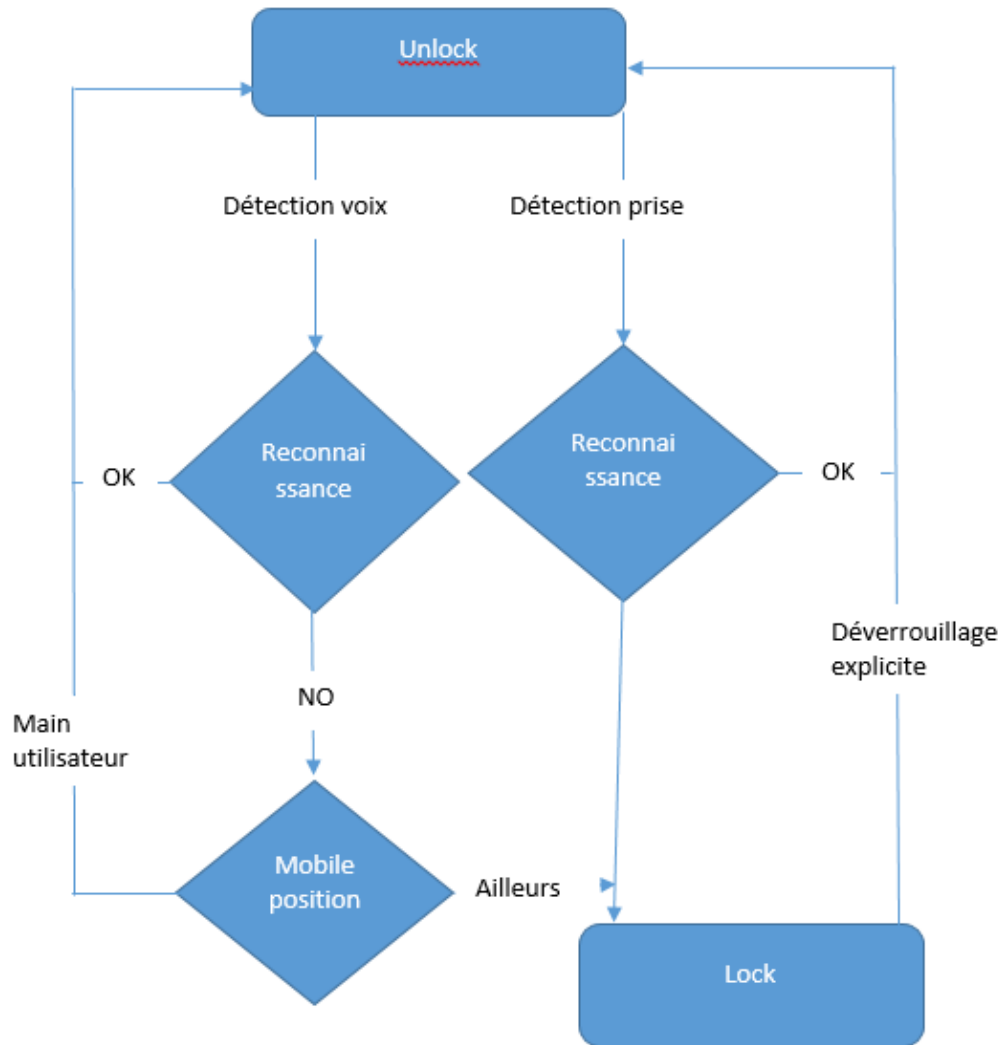 Unlock
Détection voix
Détection prise
Reconnai
ssance
Reconnai
ssance
OK
OK
Déverrouillage
explicite
NO
Main
utilisateur
Mobile
position
Ailleurs
Lock